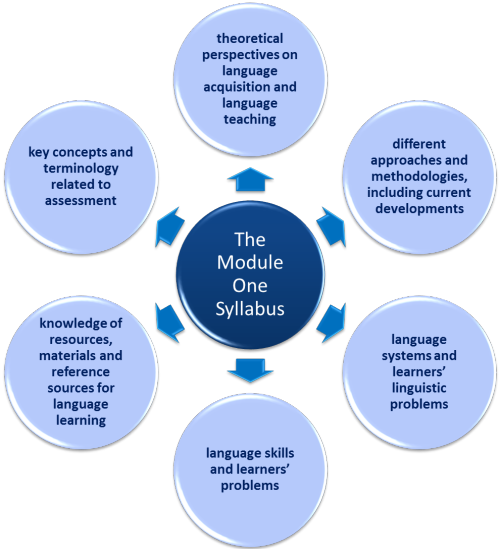 theoretical
perspectives on
language
acquisition and
language
teaching
different
approaches and
methodologies,
including current
developments
language
systems and
learners’
linguistic
problems
language skills
and learners’
problems
knowledge of
resources,
materials and
reference
sources for
language
learning
key concepts and
terminology
related to
assessment
The
Module
One
Syllabus